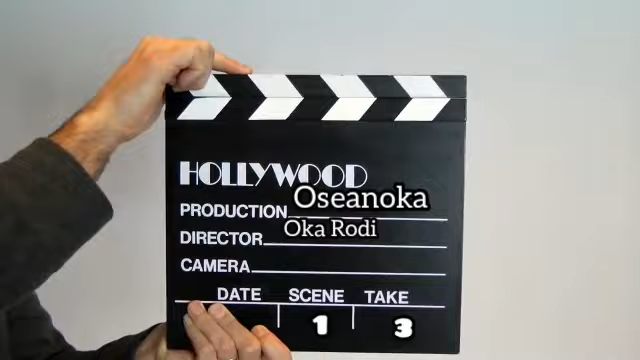 HOLLYWOOD
PRODUCTION Oseanoka
DIRECTOR Oka Rodi
CAMERA
DATE SCENE TAKE
1 3